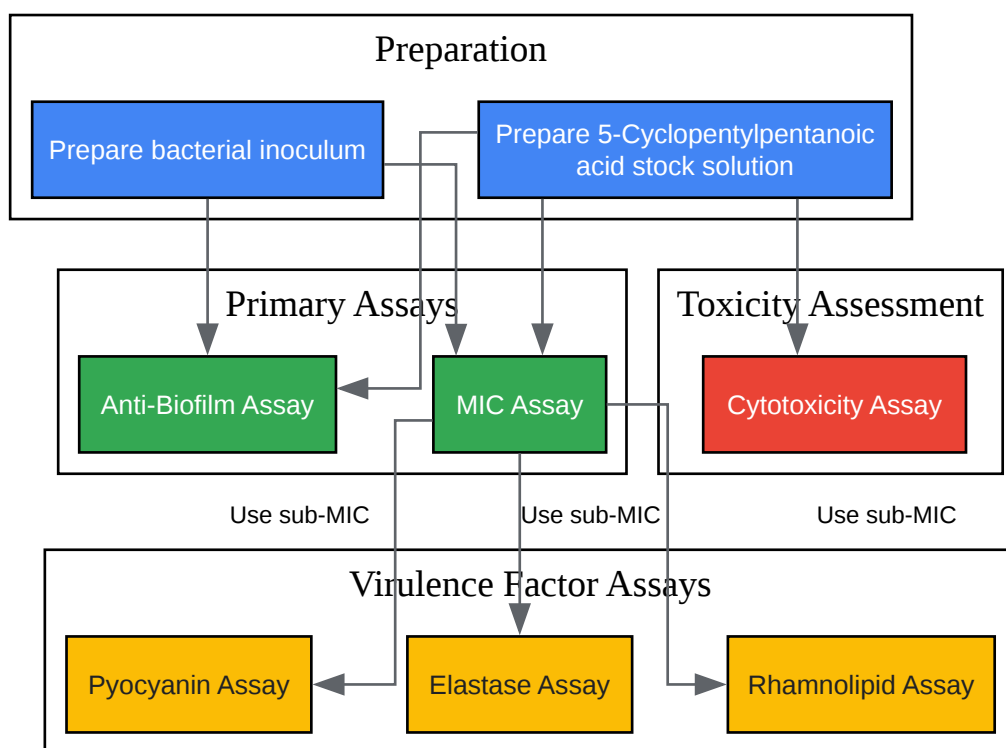 Preparation
Prepare bacterial inoculum
Prepare 5-Cyclopentylpentanoic
acid stock solution
Primary Assays
Toxicity Assessment
Anti-Biofilm Assay
MIC Assay
Cytotoxicity Assay
Use sub-MIC
Use sub-MIC
Use sub-MIC
Virulence Factor Assays
Pyocyanin Assay
Elastase Assay
Rhamnolipid Assay